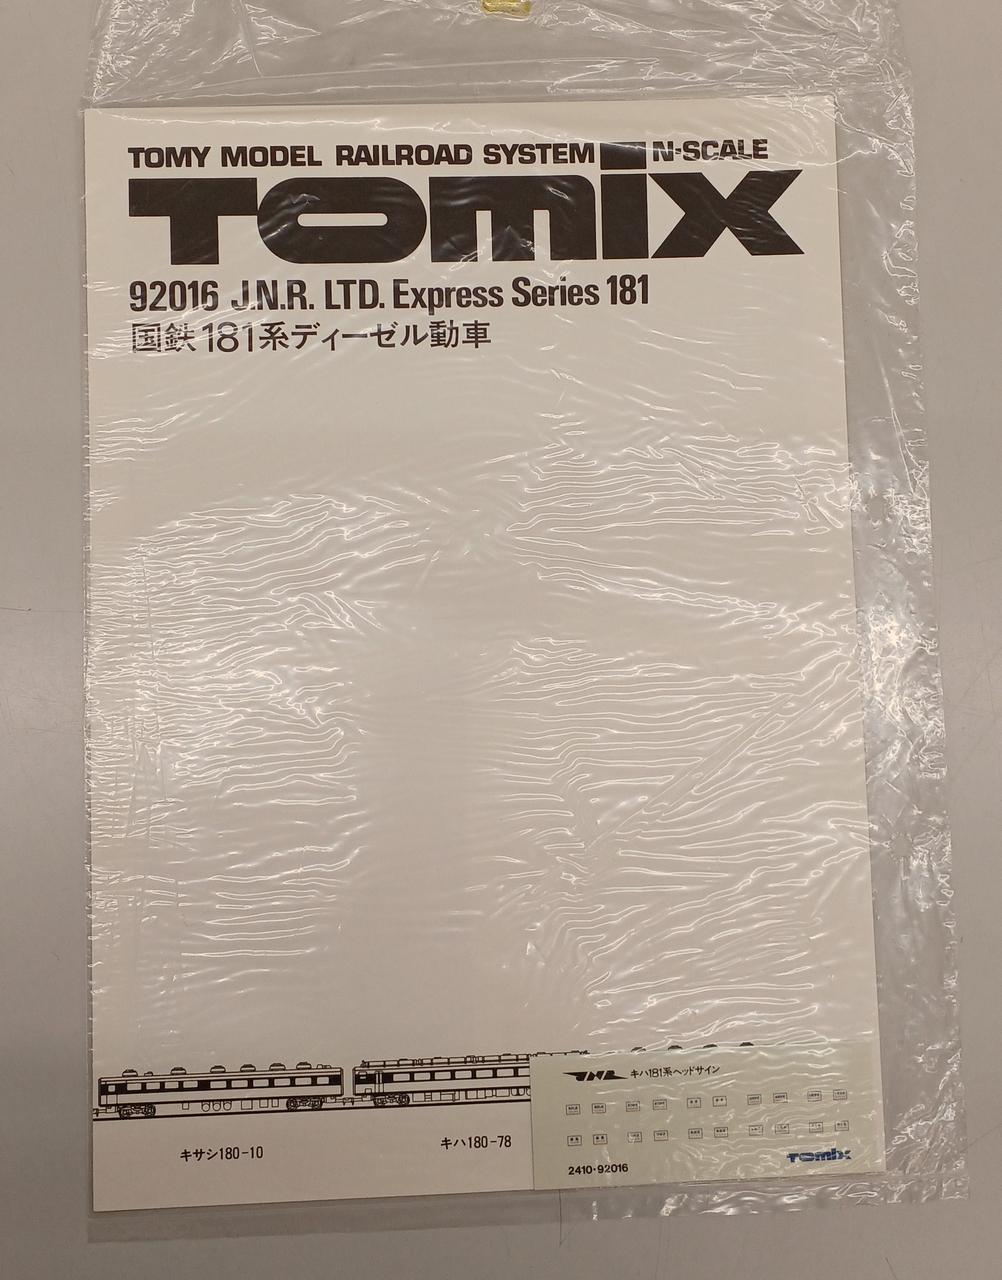 TOMY MODEL RAILROAD SYSTEM N-SCALE
TOMIX
92016 J.N.R. LTD. Express Series 181
国鉄181系ディーゼル動車
JNR キハ181系ヘッドサイン
キサシ180-10
キハ180-78
2410・92016
TOMIX